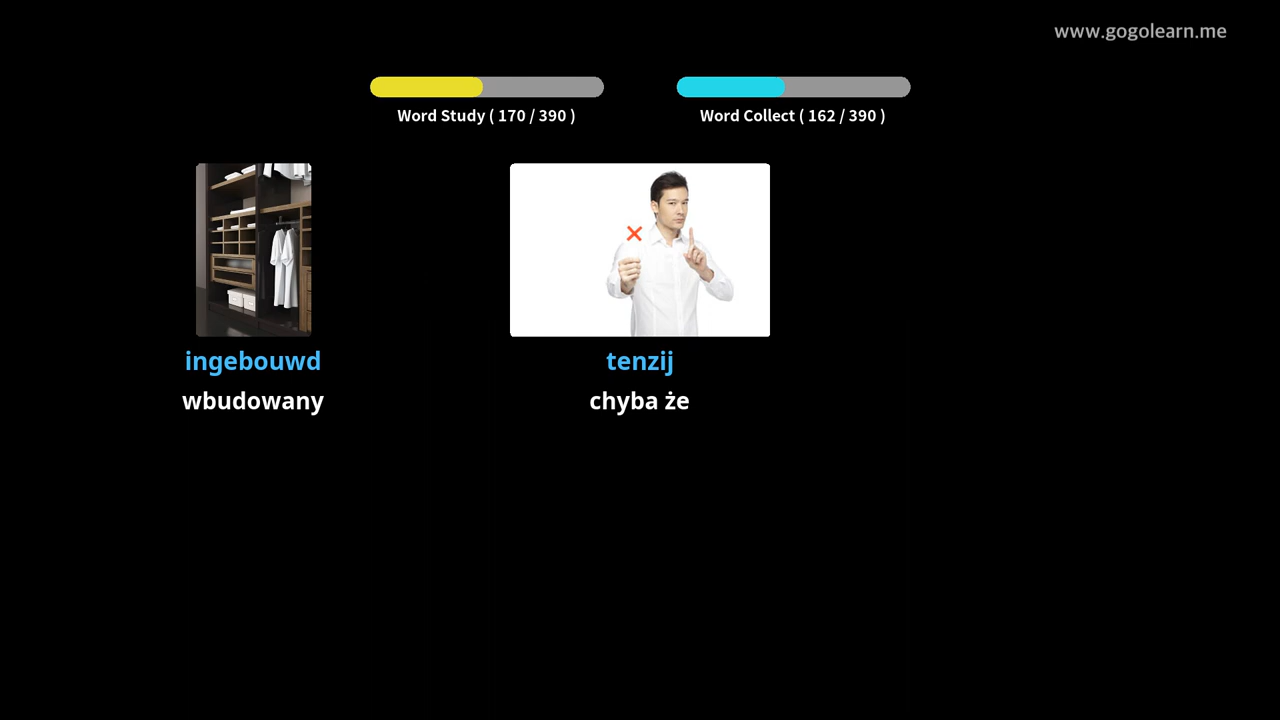 www.gogolearn.me
Word Study ( 170 / 390 )
Word Collect ( 162 / 390 )
ingebouwd
wbudowany
tenzij
chyba że